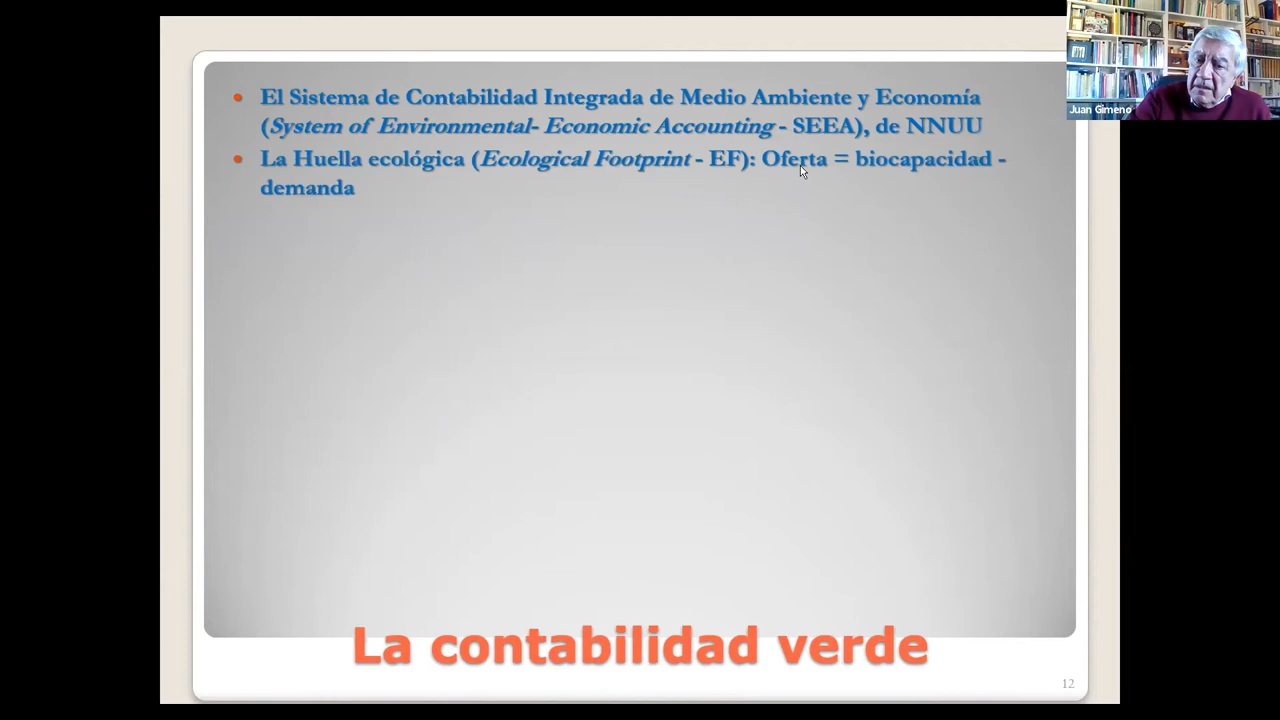 El Sistema de Contabilidad Integrada de Medio Ambiente y Economía
(System of Environmental- Economic Accounting - SEEA), de NNUU
La Huella ecológica (Ecological Footprint - EF): Oferta = biocapacidad -
demanda
La contabilidad verde
12
Juan Gimeno